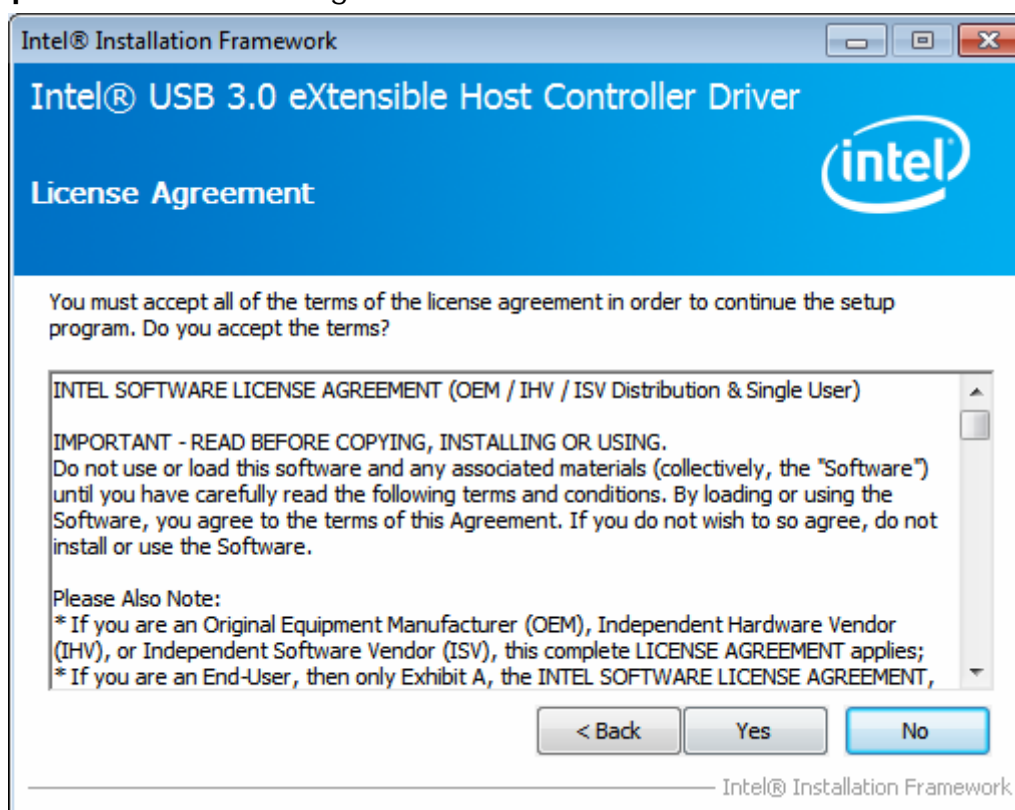 Intel® Installation Framework
Intel® USB 3.0 eXtensible Host Controller Driver
intel
License Agreement
You must accept all of the terms of the license agreement in order to continue the setup
program. Do you accept the terms?
INTEL SOFTWARE LICENSE AGREEMENT (OEM / IHV / ISV Distribution & Single User)
IMPORTANT - READ BEFORE COPYING, INSTALLING OR USING.
Do not use or load this software and any associated materials (collectively, the "Software")
until you have carefully read the following terms and conditions. By loading or using the
Software, you agree to the terms of this Agreement. If you do not wish to so agree, do not
install or use the Software.
Please Also Note:
* If you are an Original Equipment Manufacturer (OEM), Independent Hardware Vendor
(IHV), or Independent Software Vendor (ISV), this complete LICENSE AGREEMENT applies;
* If you are an End-User, then only Exhibit A, the INTEL SOFTWARE LICENSE AGREEMENT,
< Back Yes No
Intel® Installation Framework